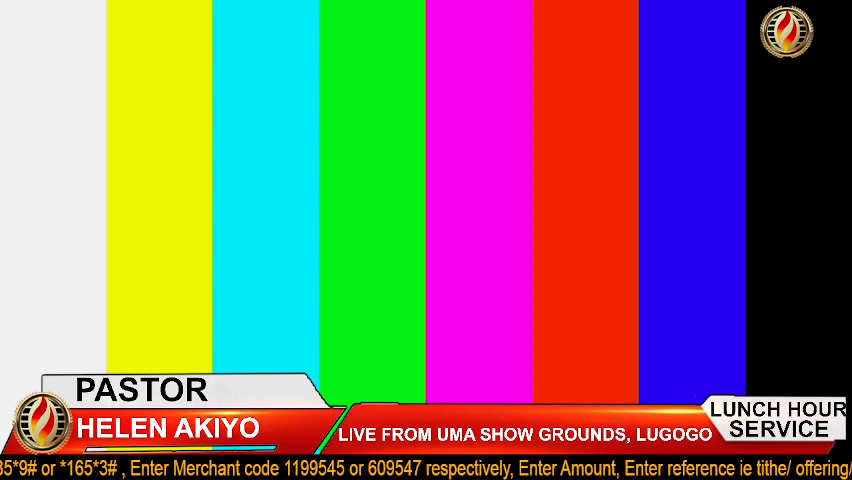 PASTOR
HELEN AKIYO
LIVE FROM UMA SHOW GROUNDS, LUGOGO
LUNCH HOUR
SERVICE
35*9# or *165*3# , Enter Merchant code 1199545 or 609547 respectively, Enter Amount, Enter reference ie tithe/ offering/